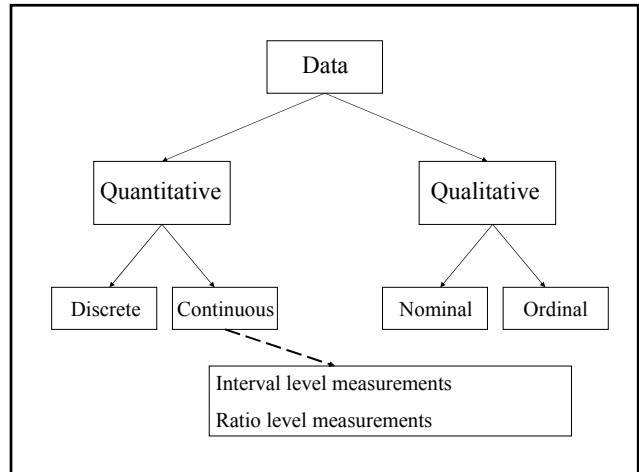 Data
Quantitative
Qualitative
Discrete
Continuous
Nominal
Ordinal
Interval level measurements
Ratio level measurements